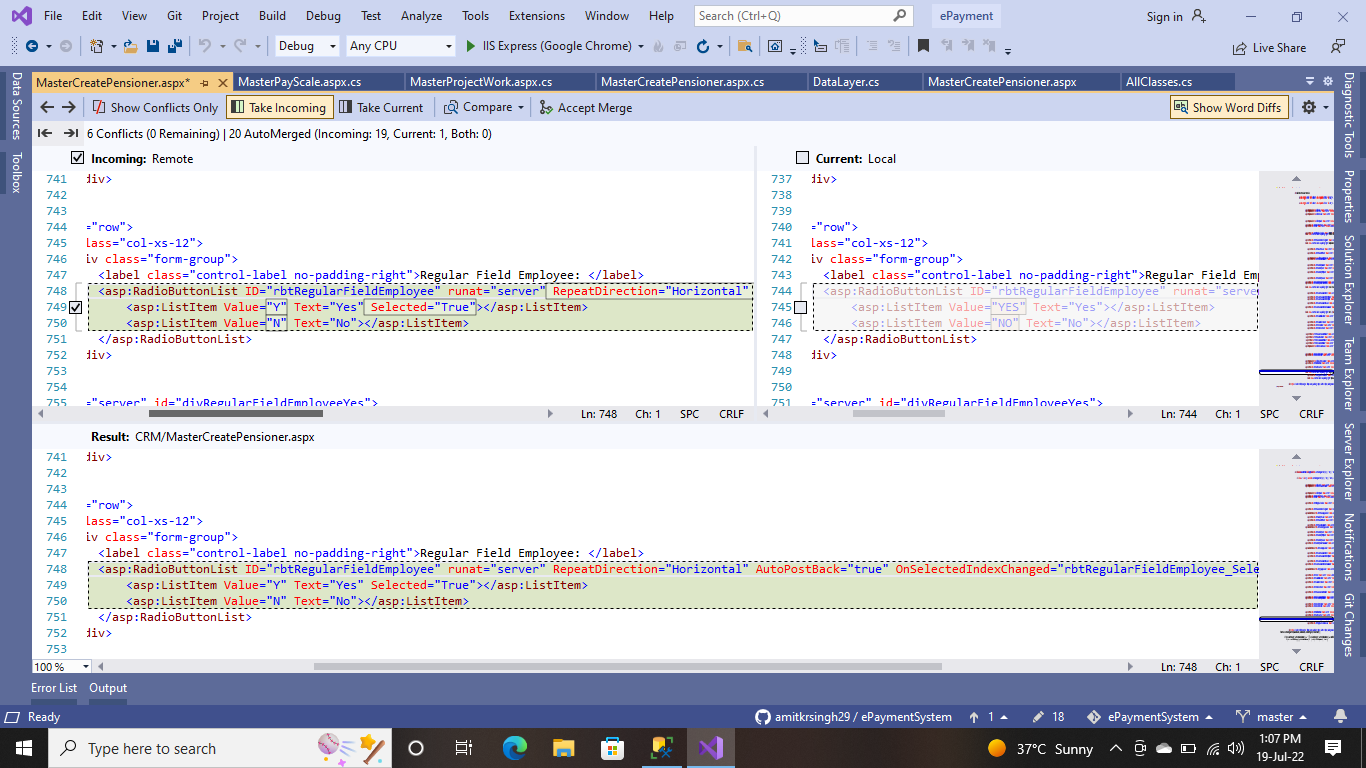 File Edit View Git Project Build Debug Test Analyze Tools Extensions Window Help Search (Ctrl+Q) ePayment Sign in
Debug Any CPU IIS Express (Google Chrome) Live Share
MasterCreatePensioner.aspx* MasterPayScale.aspx.cs MasterProjectWork.aspx.cs MasterCreatePensioner.aspx.cs DataLayer.cs MasterCreatePensioner.aspx AllClasses.cs
Show Conflicts Only Take Incoming Take Current Compare Accept Merge Show Word Diffs
6 Conflicts (0 Remaining) | 20 AutoMerged (Incoming: 19, Current: 1, Both: 0)
Data Sources
Toolbox
Incoming: Remote
741 div>
742
743
744 ="row">
745 lass="col-xs-12">
746 iv class="form-group">
747 <label class="control-label no-padding-right">Regular Field Employee: </label>
748 <asp:RadioButtonList ID="rbtRegularFieldEmployee" runat="server" RepeatDirection="Horizontal"
749 <asp:ListItem Value="Y" Text="Yes" Selected="True"></asp:ListItem>
750 <asp:ListItem Value="N" Text="No"></asp:ListItem>
751 </asp:RadioButtonList>
752 div>
753
754
755 ="server" id="divRegularFieldEmployeeYes">
Ln: 748 Ch: 1 SPC CRLF
Current: Local
737 div>
738
739
740 ="row">
741 lass="col-xs-12">
742 iv class="form-group">
743 <label class="control-label no-padding-right">Regular Field Em
744 <asp:RadioButtonList ID="rbtRegularFieldEmployee" runat="serve
745 <asp:ListItem Value="YES" Text="Yes"></asp:ListItem>
746 <asp:ListItem Value="NO" Text="No"></asp:ListItem>
747 </asp:RadioButtonList>
748 div>
749
750
751 ="server" id="divRegularFieldEmployeeYes">
Ln: 744 Ch: 1 SPC CRLF
Result: CRM/MasterCreatePensioner.aspx
741 div>
742
743
744 ="row">
745 lass="col-xs-12">
746 iv class="form-group">
747 <label class="control-label no-padding-right">Regular Field Employee: </label>
748 <asp:RadioButtonList ID="rbtRegularFieldEmployee" runat="server" RepeatDirection="Horizontal" AutoPostBack="true" OnSelectedIndexChanged="rbtRegularFieldEmployee_Sele
749 <asp:ListItem Value="Y" Text="Yes" Selected="True"></asp:ListItem>
750 <asp:ListItem Value="N" Text="No"></asp:ListItem>
751 </asp:RadioButtonList>
752 div>
753
100 % Ln: 748 Ch: 1 SPC CRLF
Diagnostic Tools
Properties
Solution Explorer
Team Explorer
Server Explorer
Notifications
Git Changes
Error List Output
Ready amitkrsingh29 / ePaymentSystem 1 18 ePaymentSystem master
Type here to search 37°C Sunny 1:07 PM
19-Jul-22